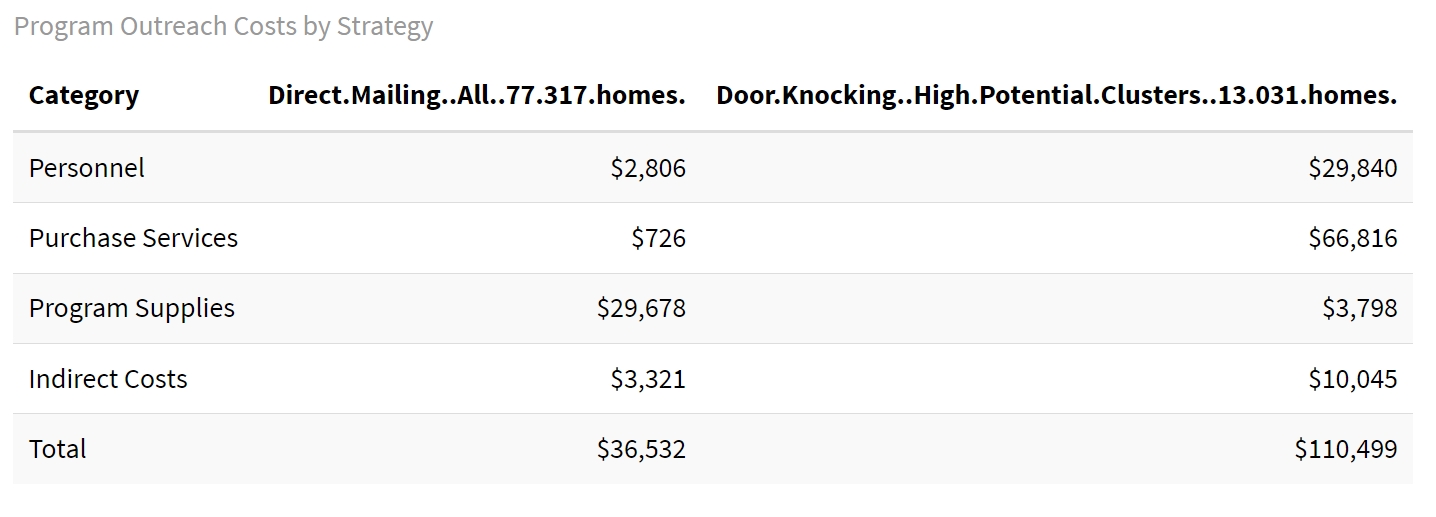 Program Outreach Costs by Strategy
Category Direct.Mailing..All..77.317.homes. Door.Knocking..High.Potential.Clusters..13.031.homes.
Personnel $2,806 $29,840
Purchase Services $726 $66,816
Program Supplies $29,678 $3,798
Indirect Costs $3,321 $10,045
Total $36,532 $110,499